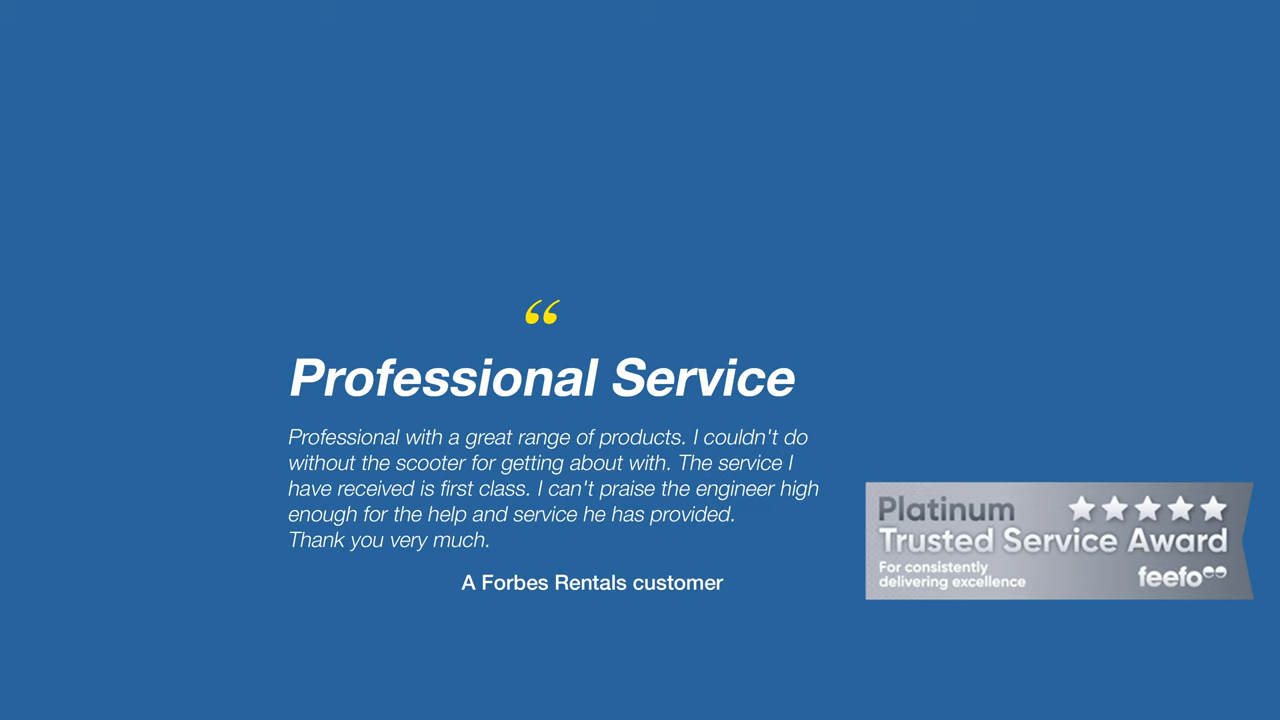 “
Professional Service
Professional with a great range of products. I couldn't do
without the scooter for getting about with. The service I
have received is first class. I can't praise the engineer high
enough for the help and service he has provided.
Thank you very much.
A Forbes Rentals customer
Platinum
Trusted Service Award
For consistently
delivering excellence
feefo